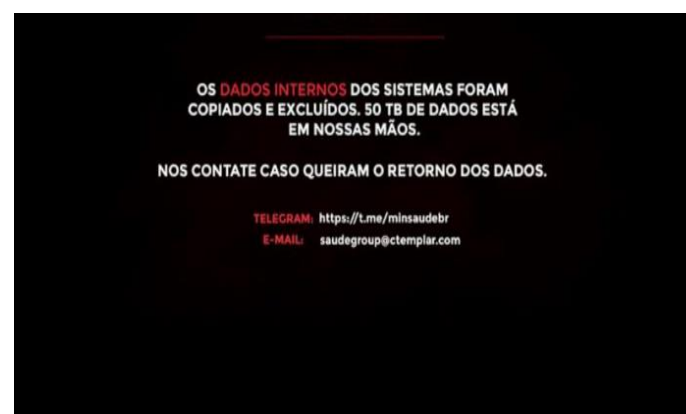 OS DADOS INTERNOS DOS SISTEMAS FORAM
COPIADOS E EXCLUÍDOS. 50 TB DE DADOS ESTÁ
EM NOSSAS MÃOS.
NOS CONTATE CASO QUEIRAM O RETORNO DOS DADOS.
TELEGRAM: https://t.me/minsaudebr
E-MAIL: saudegroup@ctemplar.com